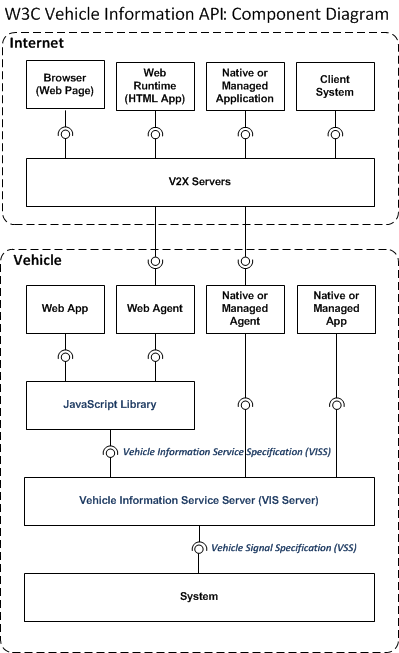 W3C Vehicle Information API: Component Diagram
Internet
Browser
(Web Page)
Web
Runtime
(HTML App)
Native or
Managed
Application
Client
System
V2X Servers
Vehicle
Web App
Web Agent
Native or
Managed
Agent
Native or
Managed
App
JavaScript Library
Vehicle Information Service Specification (VISS)
Vehicle Information Service Server (VIS Server)
Vehicle Signal Specification (VSS)
System